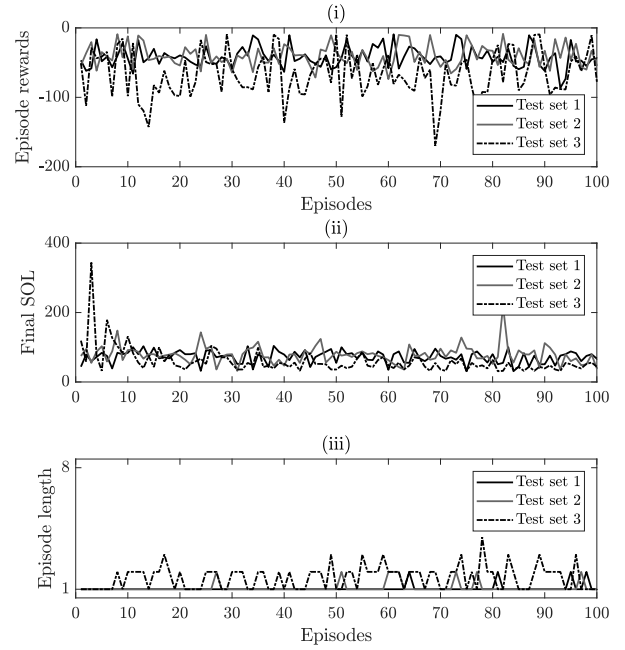 (i)
0
-100
-200
Episode rewards
Test set 1
Test set 2
Test set 3
0 10 20 30 40 50 60 70 80 90 100
Episodes
(ii)
400
200
0
Final SOL
Test set 1
Test set 2
Test set 3
0 10 20 30 40 50 60 70 80 90 100
(iii)
8
1
Episode length
Test set 1
Test set 2
Test set 3
0 10 20 30 40 50 60 70 80 90 100
Episodes